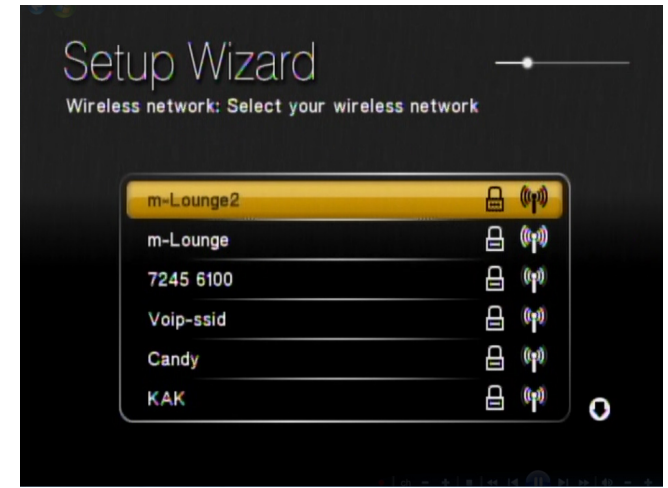 Setup Wizard
Wireless network: Select your wireless network
m-Lounge2
m-Lounge
7245 6100
Voip-ssid
Candy
KAK